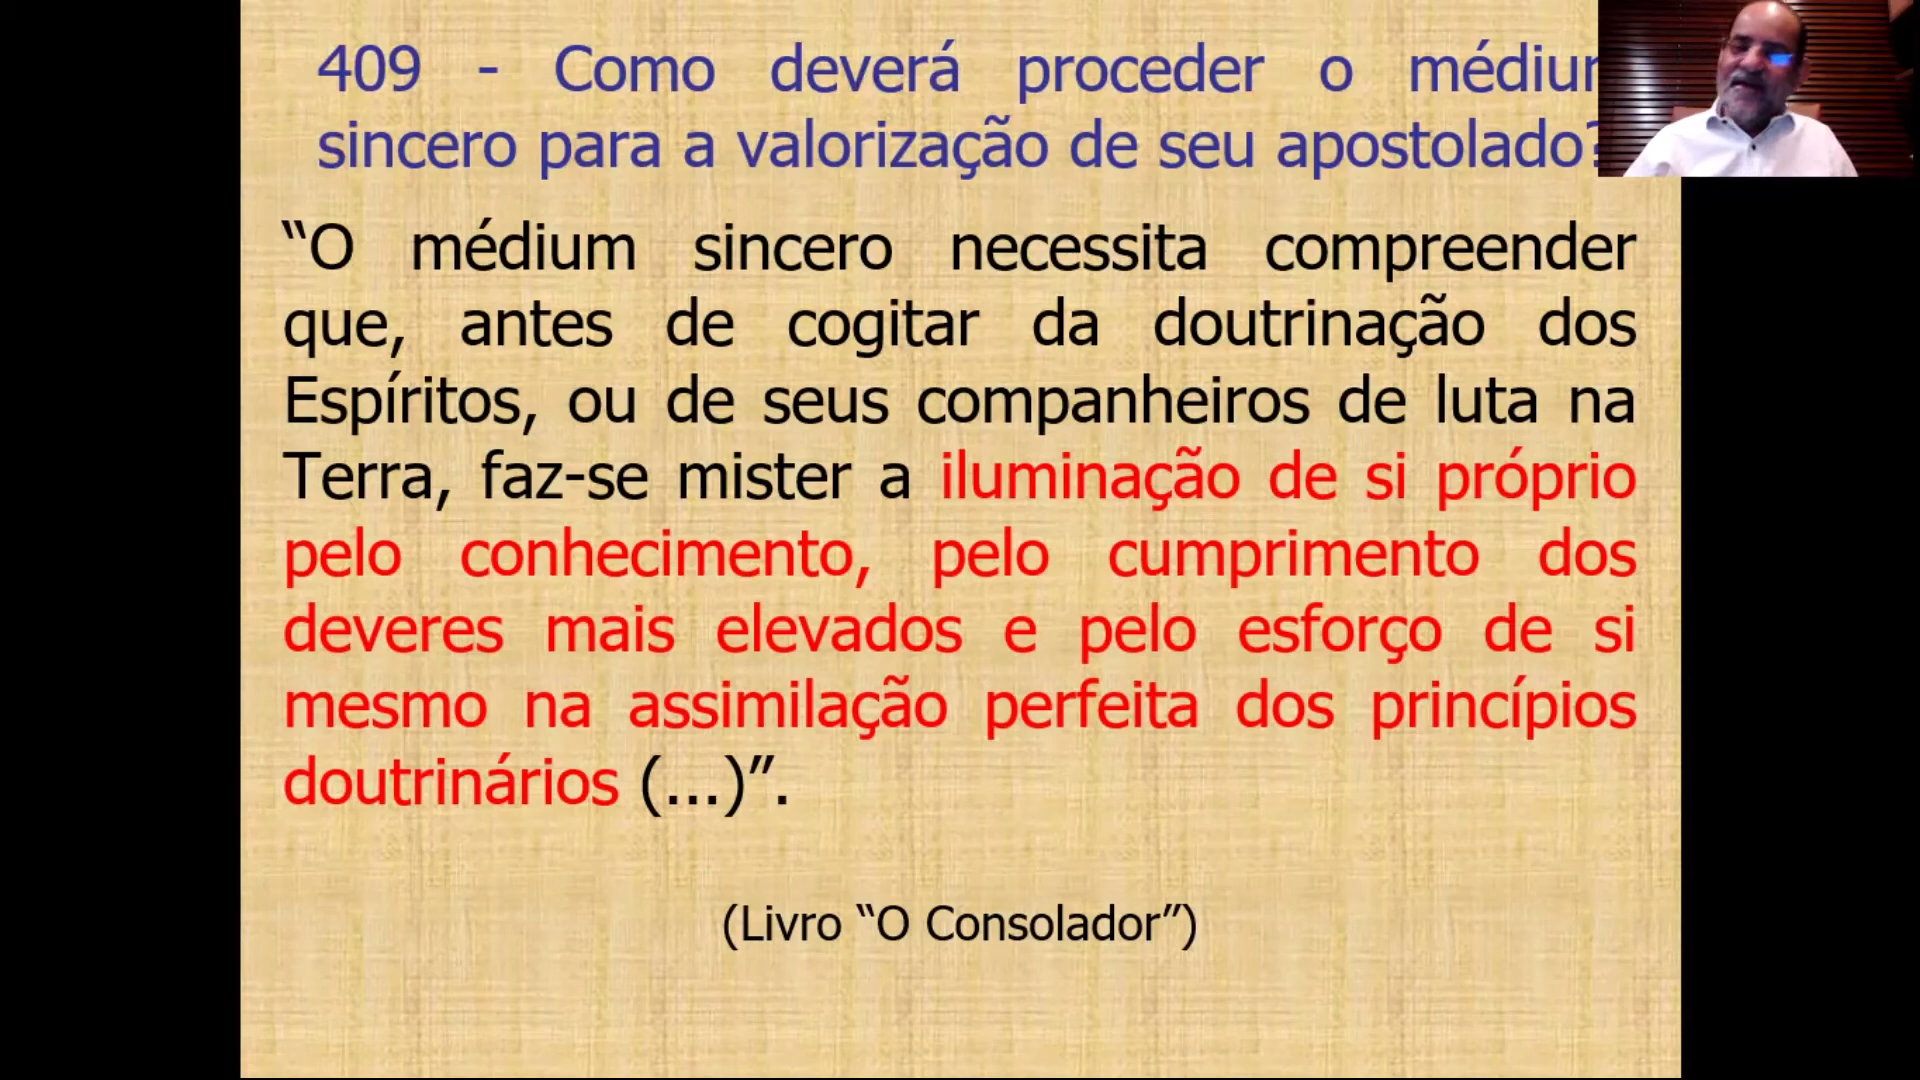 409 - Como deverá proceder o
sincero para a valorização de seu apostolado?
“O médium sincero necessita compreender
que, antes de cogitar da doutrinação dos
Espíritos, ou de seus companheiros de luta na
Terra, faz-se mister a iluminação de si próprio
pelo conhecimento, pelo cumprimento dos
deveres mais elevados e pelo esforço de si
mesmo na assimilação perfeita dos princípios
doutrinários (...)”.
(Livro “O Consolador”)